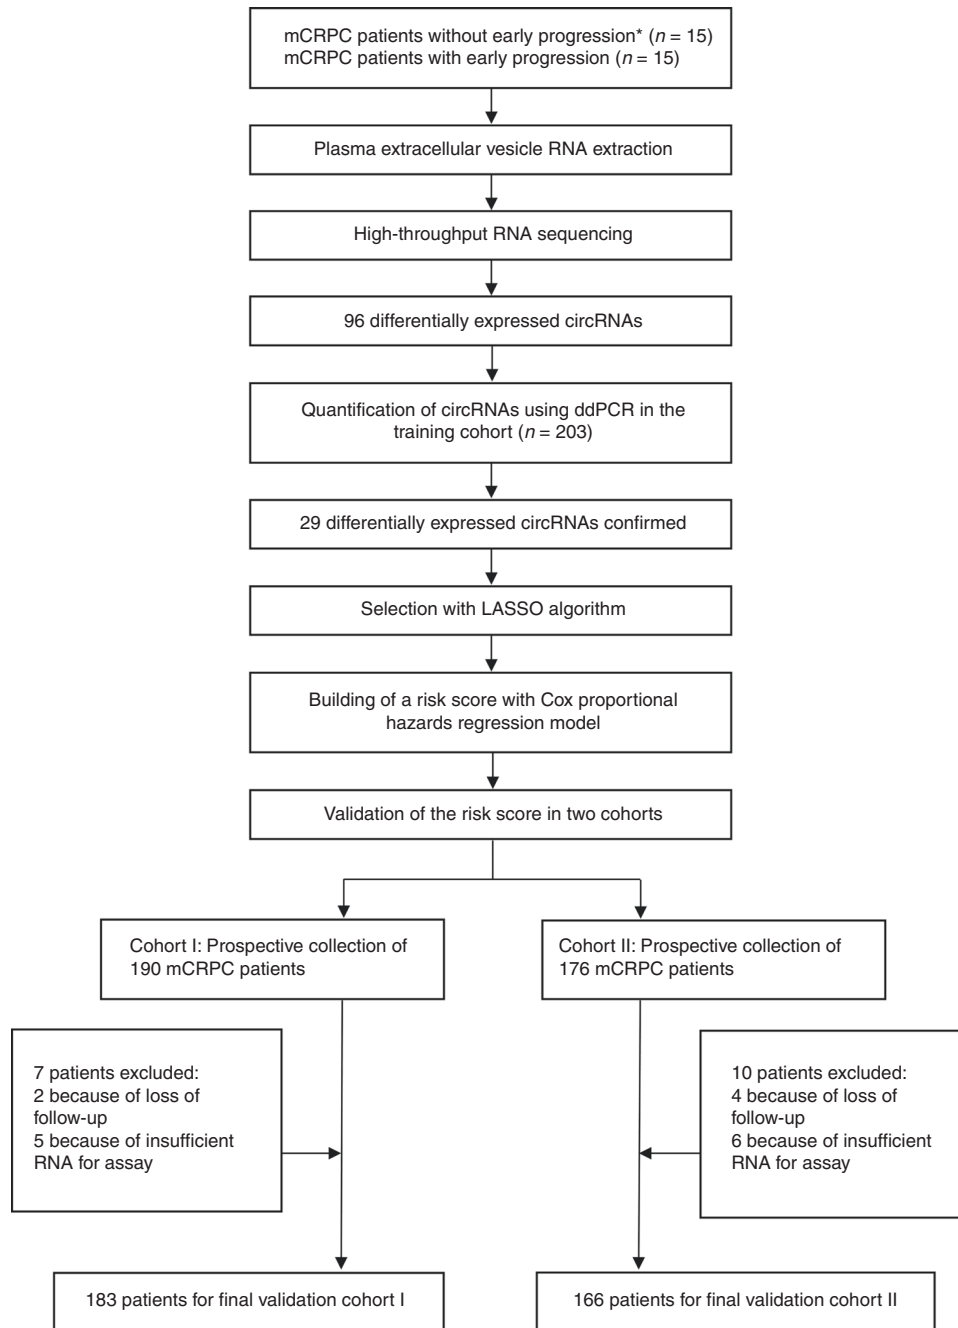 mCRPC patients without early progression* (n = 15)
mCRPC patients with early progression (n = 15)
Plasma extracellular vesicle RNA extraction
High-throughput RNA sequencing
96 differentially expressed circRNAs
Quantification of circRNAs using ddPCR in the
training cohort (n = 203)
29 differentially expressed circRNAs confirmed
Selection with LASSO algorithm
Building of a risk score with Cox proportional
hazards regression model
Validation of the risk score in two cohorts
Cohort I: Prospective collection of
190 mCRPC patients
Cohort II: Prospective collection of
176 mCRPC patients
7 patients excluded:
2 because of loss of
follow-up
5 because of insufficient
RNA for assay
10 patients excluded:
4 because of loss of
follow-up
6 because of insufficient
RNA for assay
183 patients for final validation cohort I
166 patients for final validation cohort II